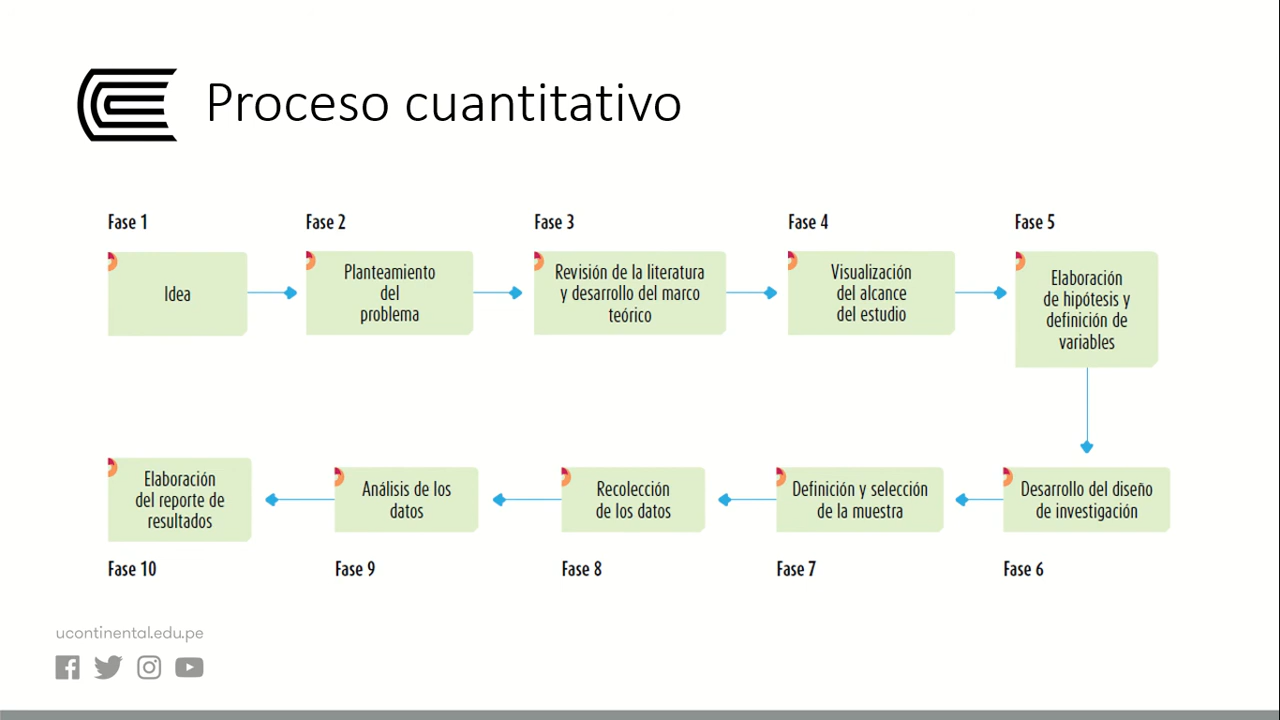 Proceso cuantitativo
Fase 1
Fase 2
Fase 3
Fase 4
Fase 5
Idea
Planteamiento
del
problema
Revisión de la literatura
y desarrollo del marco
teórico
Visualización
del alcance
del estudio
Elaboración
de hipótesis y
definición de
variables
Elaboración
del reporte de
resultados
Análisis de los
datos
Recolección
de los datos
Definición y selección
de la muestra
Desarrollo del diseño
de investigación
Fase 10
Fase 9
Fase 8
Fase 7
Fase 6
ucontinental.edu.pe